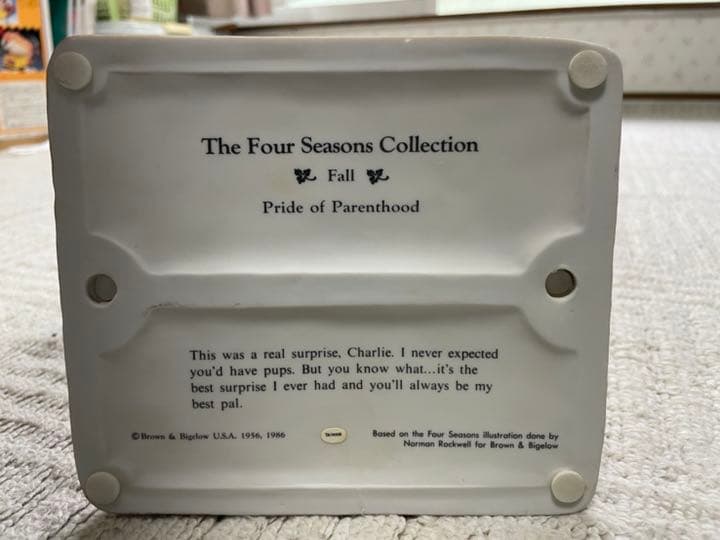 The Four Seasons Collection
Fall
Pride of Parenthood
This was a real surprise, Charlie. I never expected
you'd have pups. But you know what...it's the
best surprise I ever had and you'll always be my
best pal.
© Brown & Bigelow U.S.A. 1956, 1986
TAIWAN
Based on the Four Seasons illustration done by
Norman Rockwell for Brown & Bigelow